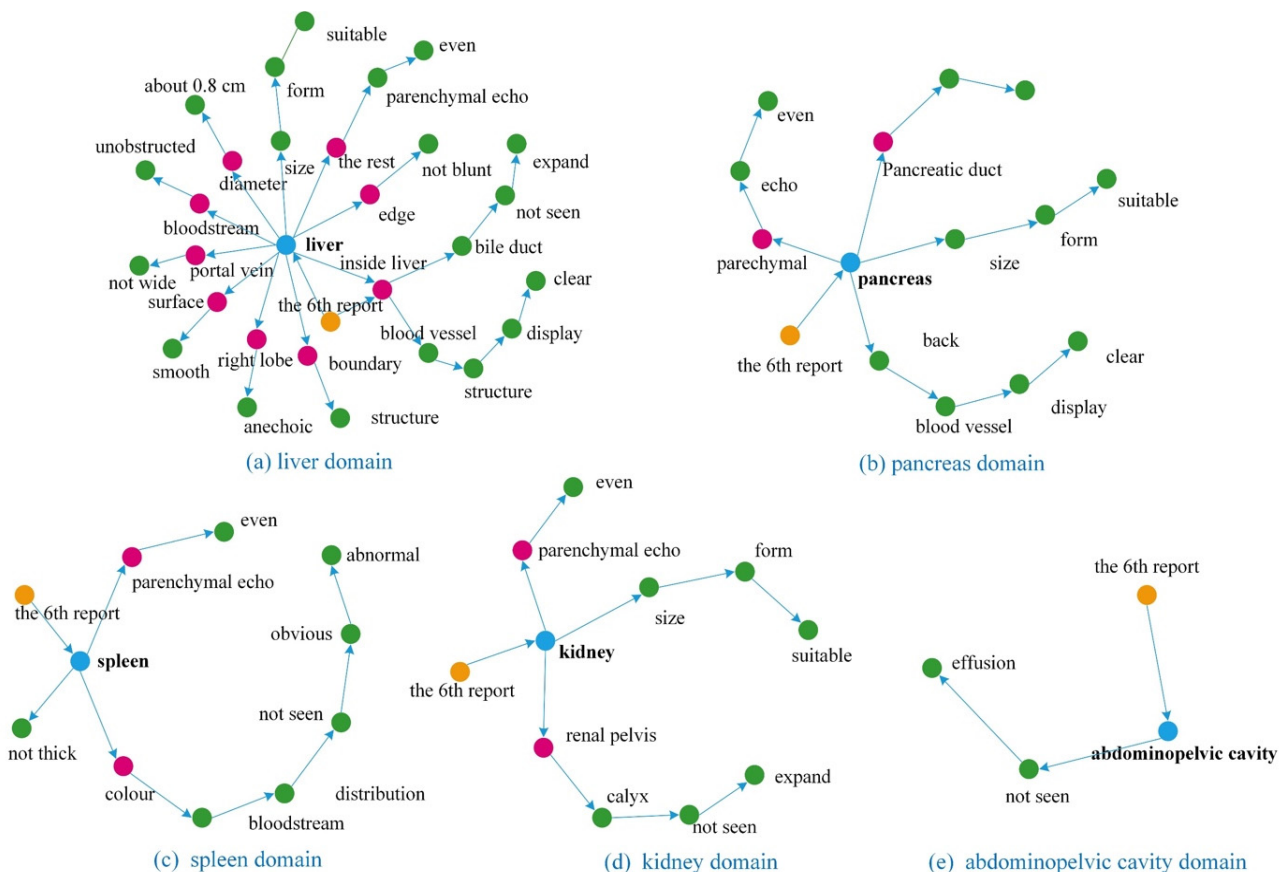 suitable
even
about 0.8 cm
form
parenchymal echo
unobstructed
size
the rest
not blunt
expand
diameter
edge
not seen
bloodstream
liver
inside liver
bile duct
portal vein
not wide
surface
the 6th report
clear
blood vessel
display
smooth
right lobe
boundary
structure
anechoic
structure
(a) liver domain
even
Pancreatic duct
echo
suitable
form
parechymal
size
pancreas
the 6th report
back
clear
display
blood vessel
(b) pancreas domain
even
parenchymal echo
abnormal
the 6th report
obvious
spleen
not seen
not thick
colour
distribution
bloodstream
(c) spleen domain
even
parenchymal echo
form
size
kidney
suitable
the 6th report
renal pelvis
expand
calyx
not seen
(d) kidney domain
the 6th report
effusion
abdominopelvic cavity
not seen
(e) abdominopelvic cavity domain